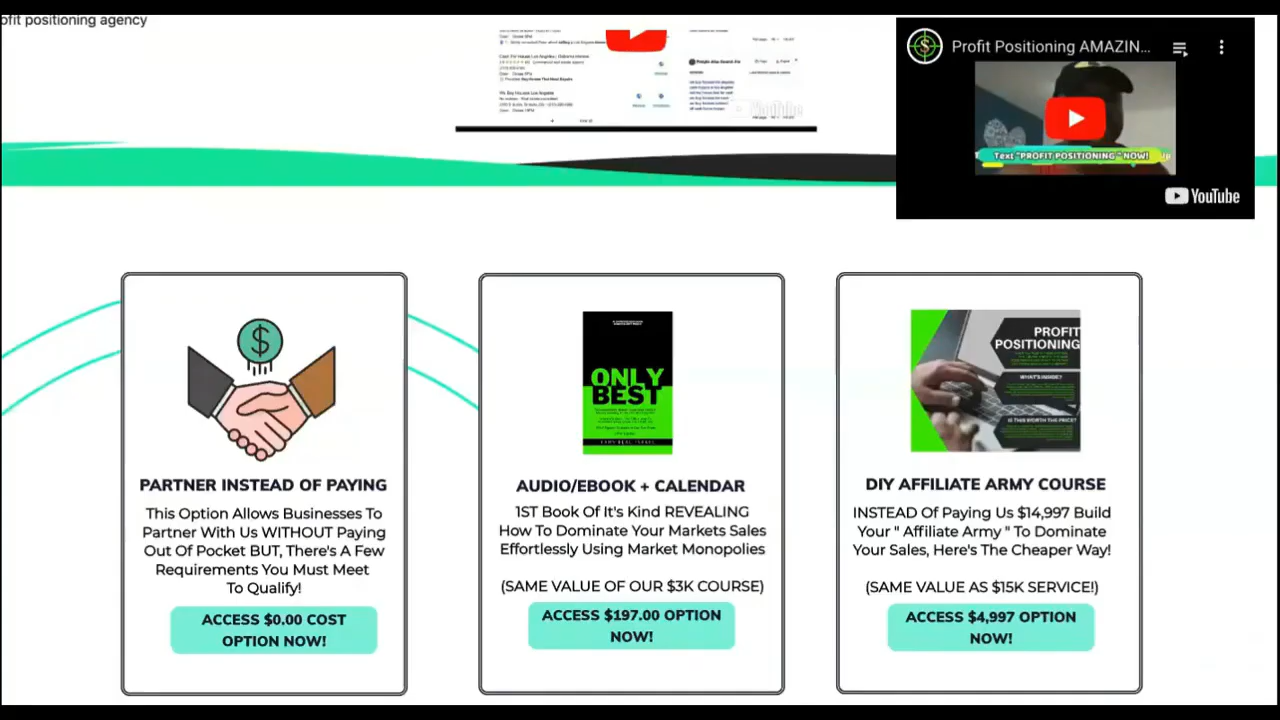 ofit positioning agency
Profit Positioning AMAZIN...
Text "PROFIT POSITIONING" NOW!
YouTube
YouTube
PARTNER INSTEAD OF PAYING
This Option Allows Businesses To
Partner With Us WITHOUT Paying
Out Of Pocket BUT, There's A Few
Requirements You Must Meet
To Qualify!
ACCESS $0.00 COST
OPTION NOW!
ONLY
BEST
AUDIO/EBOOK + CALENDAR
1ST Book Of It's Kind REVEALING
How To Dominate Your Markets Sales
Effortlessly Using Market Monopolies
(SAME VALUE OF OUR $3K COURSE)
ACCESS $197.00 OPTION
NOW!
PROFIT
POSITIONING
WHAT'S INSIDE?
IS THIS WORTH THE PRICE?
DIY AFFILIATE ARMY COURSE
INSTEAD Of Paying Us $14,997 Build
Your " Affiliate Army " To Dominate
Your Sales, Here's The Cheaper Way!
(SAME VALUE AS $15K SERVICE!)
ACCESS $4,997 OPTION
NOW!